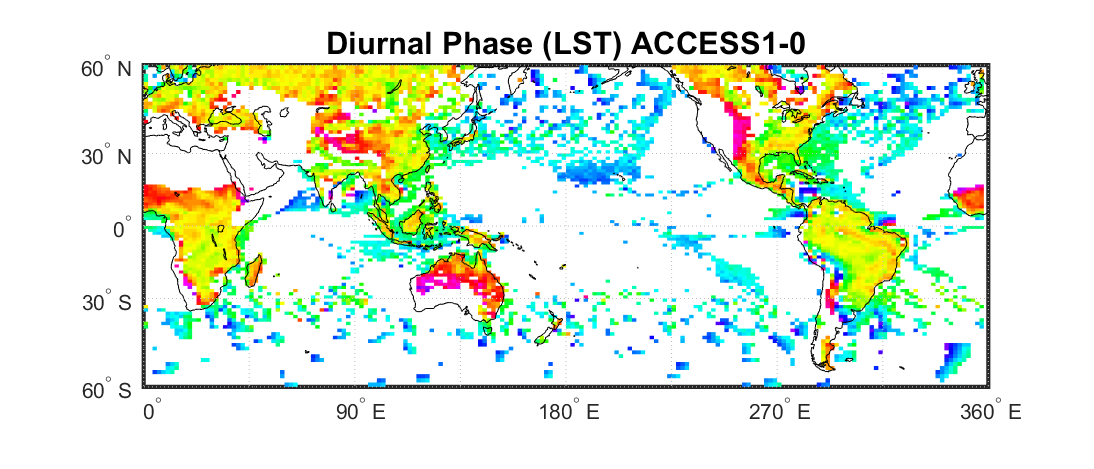 Diurnal Phase (LST) ACCESS1-0
60° N
30° N
0°
30° S
60° S
0° 90° E 180° E 270° E 360° E